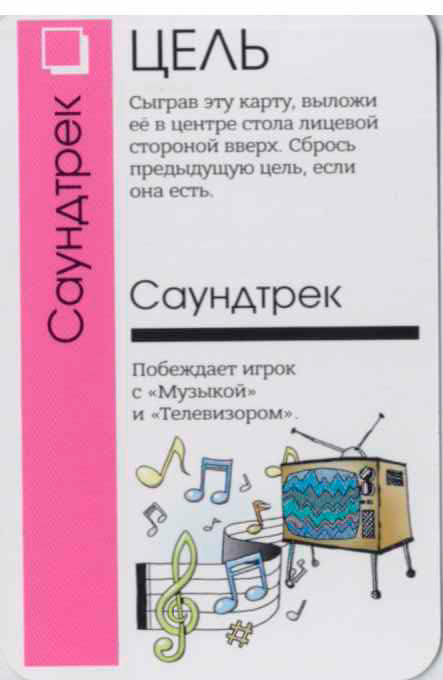 ЦЕЛЬ
Сыграв эту карту, выложи
её в центре стола лицевой
стороной вверх. Сбрось
предыдущую цель, если
она есть.
Саундтрек
Саундтрек
Побеждает игрок
с «Музыкой»
и «Телевизором».